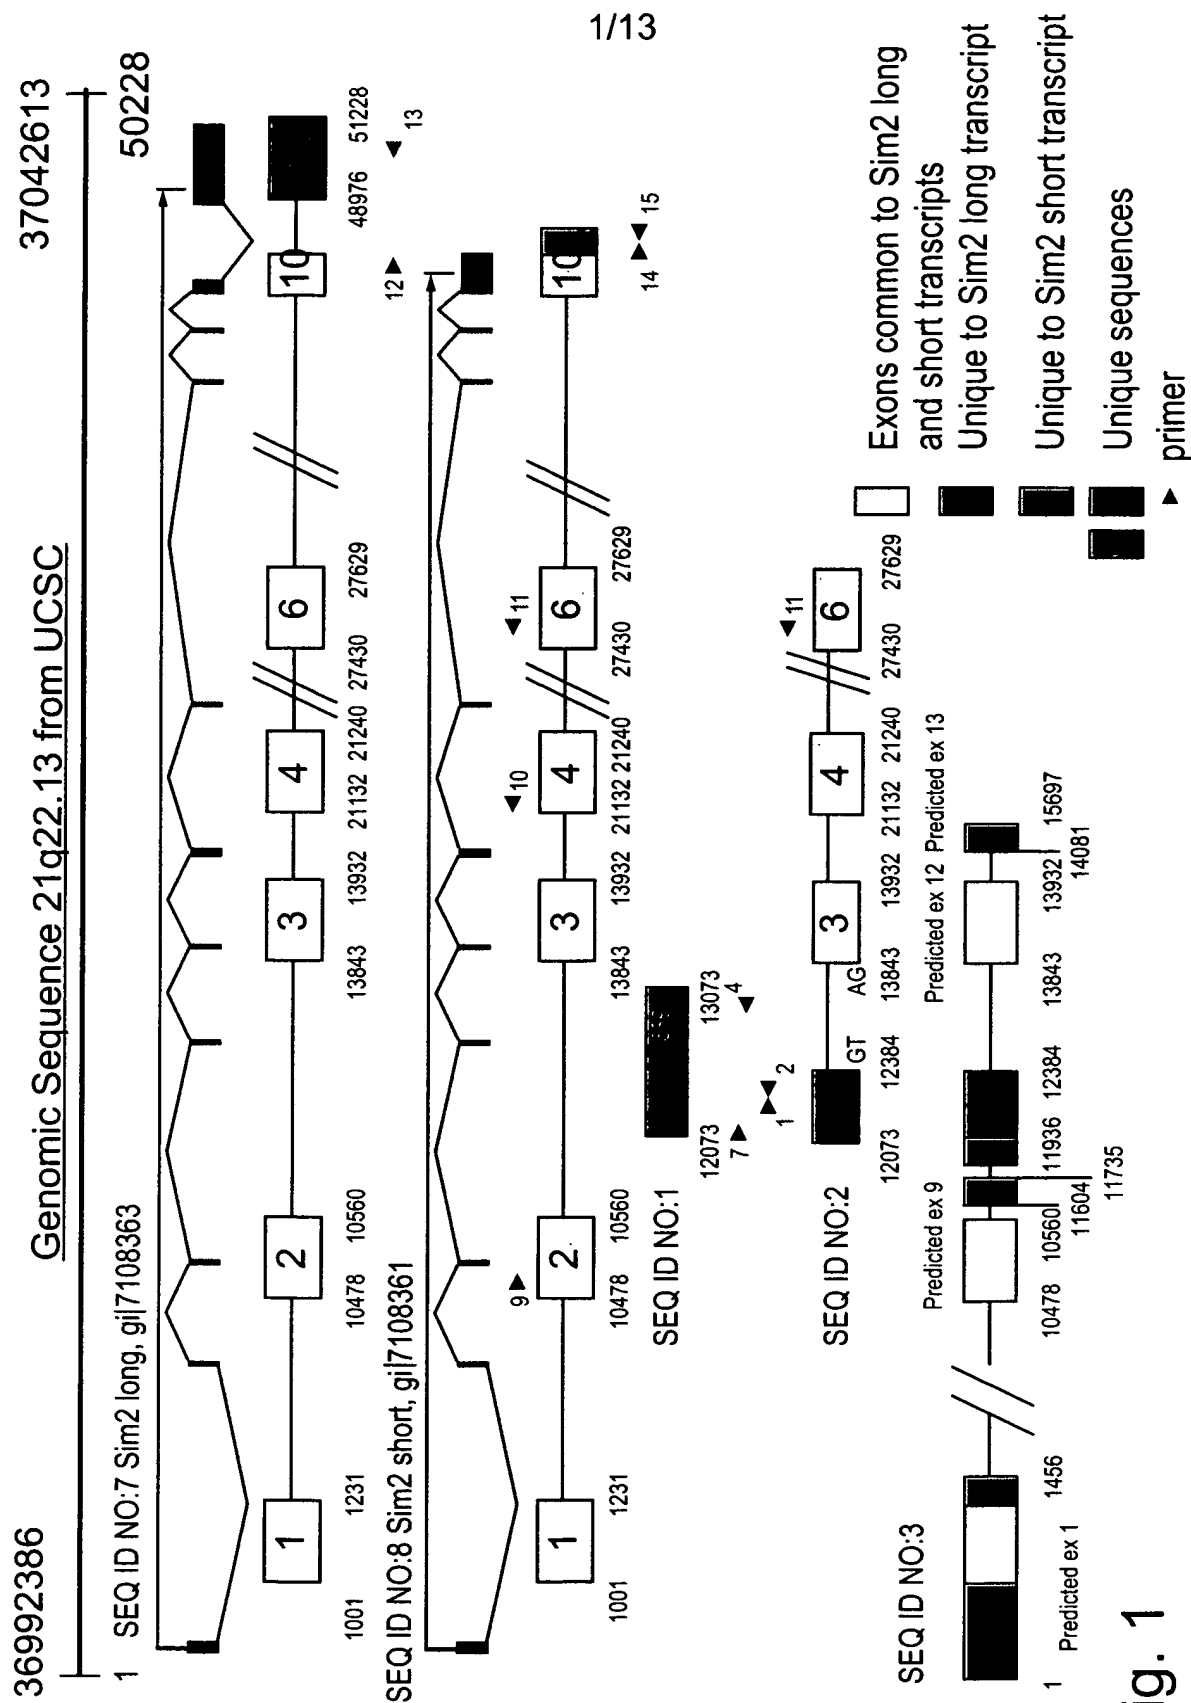 1/13
Genomic Sequence 21q22.13 from UCSC
36992386 37042613
1 50228
SEQ ID NO:7 Sim2 long, gi|7108363
1 2 3 4 6 10
1001 1231 10478 10560 13843 13932 21132 21240 27430 27629 48976 51228
12 13
SEQ ID NO:8 Sim2 short, gi|7108361
9 10 11
1 2 3 4 6 10
1001 1231 10478 10560 13843 13932 21132 21240 27430 27629
14 15
SEQ ID NO:1
12073 13073
7 4
1 2
SEQ ID NO:2
11
3 4 6
GT AG
12073 12384 13843 13932 21132 21240 27430 27629
SEQ ID NO:3
Predicted ex 9 Predicted ex 12 Predicted ex 13
1 1456 10478 10560 11936 12384 13843 13932 15697
11604 14081
11735
Predicted ex 1
Exons common to Sim2 long
and short transcripts
Unique to Sim2 long transcript
Unique to Sim2 short transcript
Unique sequences
primer
ig. 1